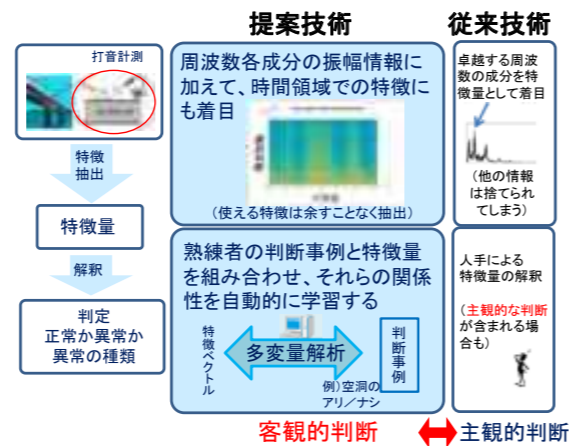 提案技術
従来技術
打音計測
特徴
抽出
特徴量
解釈
判定
正常か異常か
異常の種類
周波数各成分の振幅情報に
加えて、時間領域での特徴に
も着目
(使える特徴は余すことなく抽出)
熟練者の判断事例と特徴量
を組み合わせ、それらの関係
性を自動的に学習する
特徴ベクトル
多変量解析
判断事例
例)空洞の
アリ/ナシ
卓越する周波
数の成分を特
徴量として着目
(他の情報
は捨てられ
てしまう)
人手による
特徴量の解釈
(主観的な判断
が含まれる場
合も)
客観的判断
主観的判断